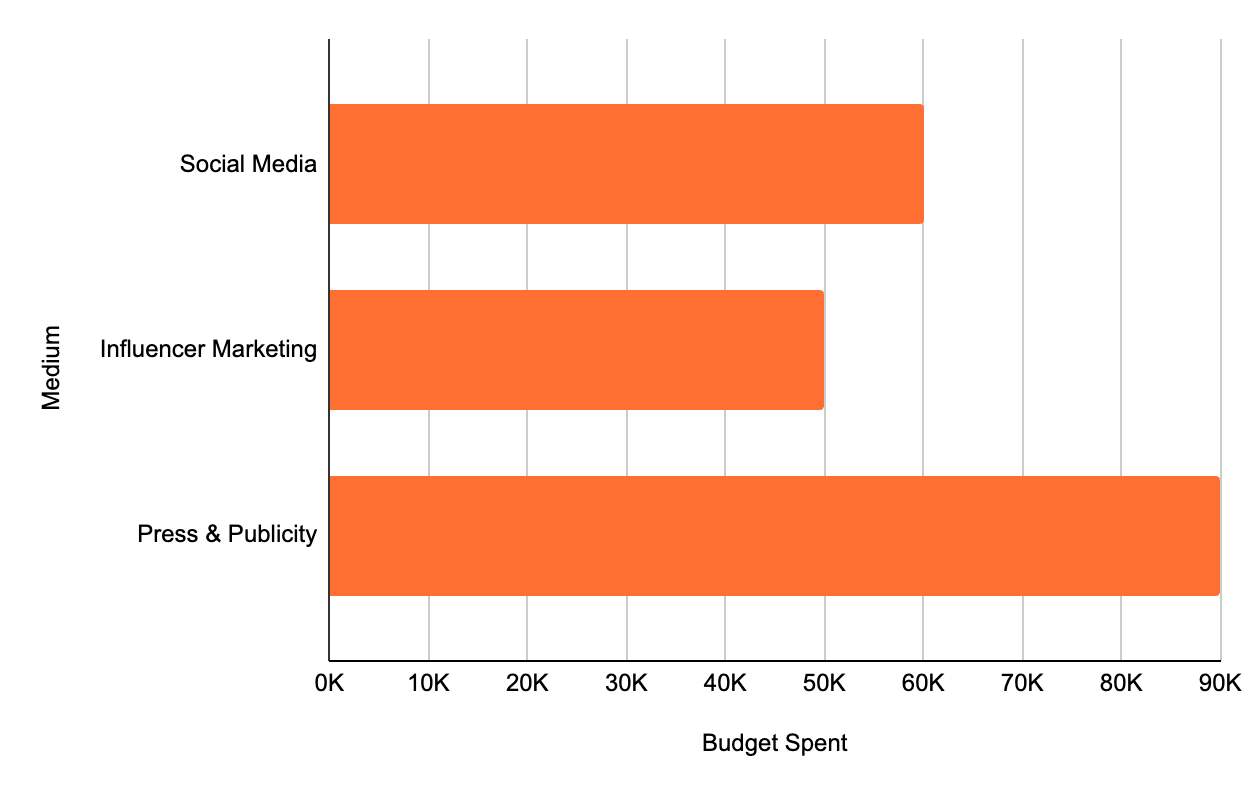 Medium
Social Media
Influencer Marketing
Press & Publicity
0K 10K 20K 30K 40K 50K 60K 70K 80K 90K
Budget Spent